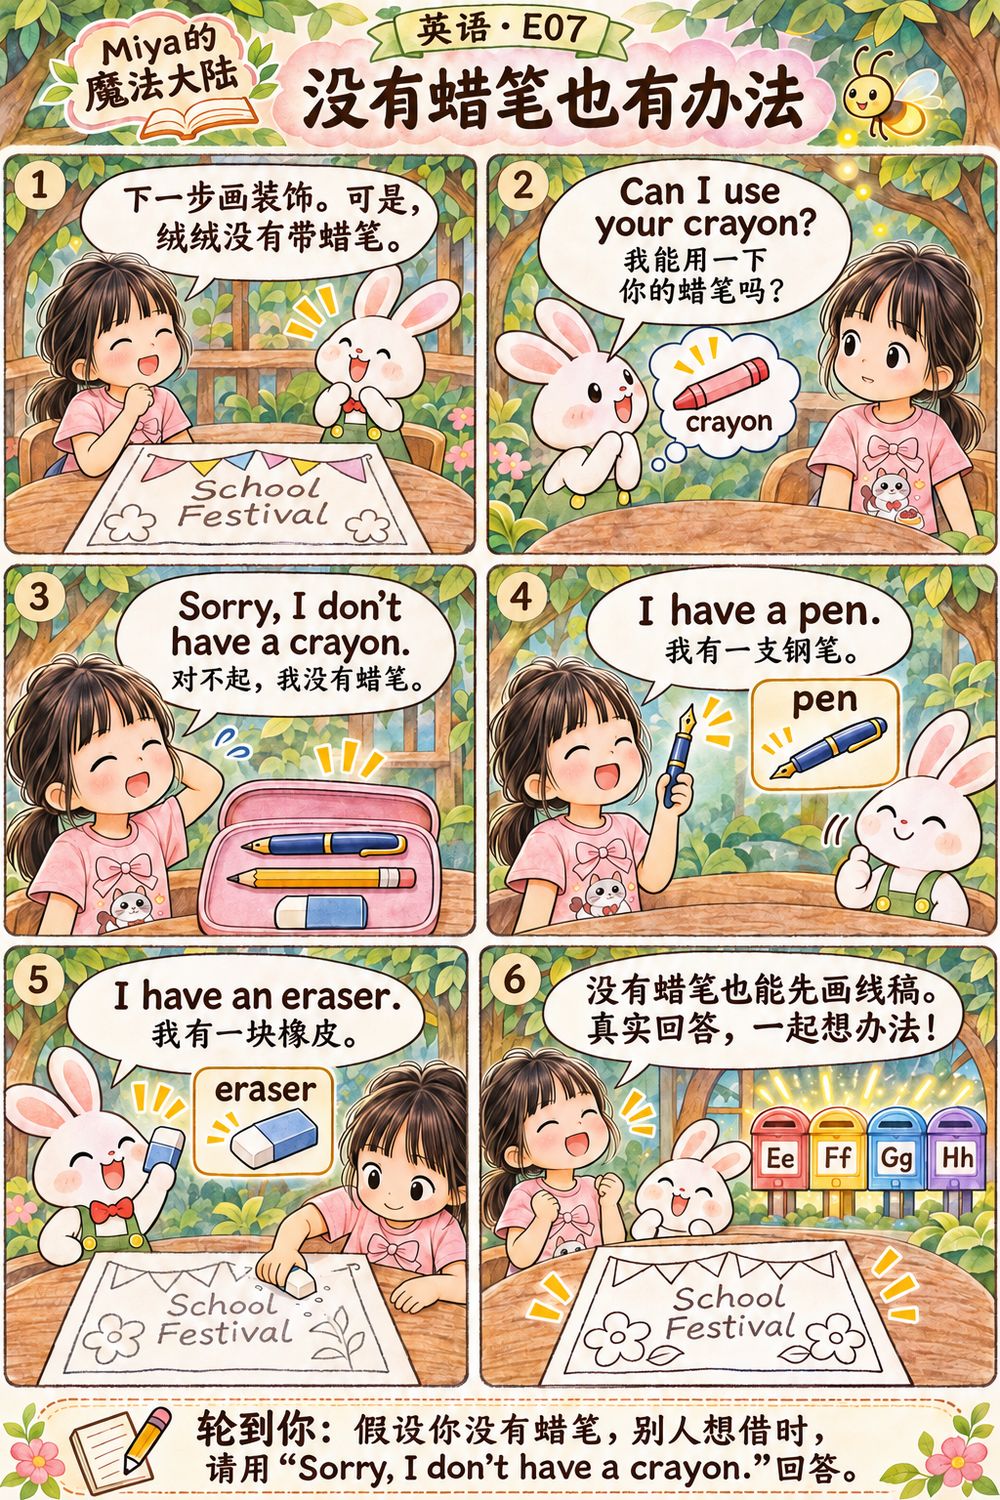 Miya的
魔法大陆
英语·E07
没有蜡笔也有办法
1
下一步画装饰。可是，
绒绒没有带蜡笔。
School
Festival
2
Can I use
your crayon?
我能用一下
你的蜡笔吗？
crayon
3
Sorry, I don't
have a crayon.
对不起，我没有蜡笔。
4
I have a pen.
我有一支钢笔。
pen
5
I have an eraser.
我有一块橡皮。
eraser
School
Festival
6
没有蜡笔也能先画线稿。
真实回答，一起想办法！
Ee Ff Gg Hh
School
Festival
轮到你：假设你没有蜡笔，别人想借时，
请用“Sorry, I don't have a crayon.”回答。